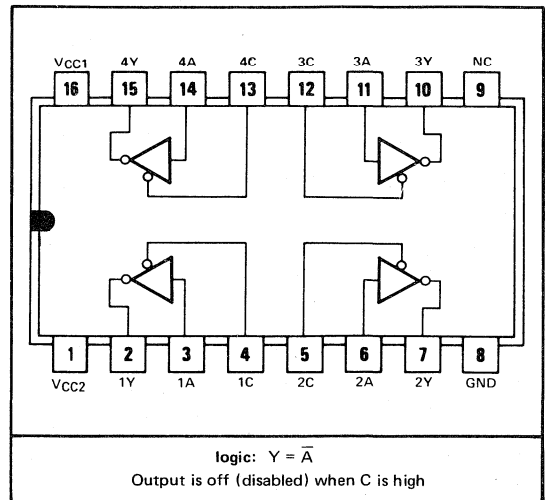 VCC1 4Y 4A 4C 3C 3A 3Y NC
16 15 14 13 12 11 10 9
1 2 3 4 5 6 7 8
VCC2 1Y 1A 1C 2C 2A 2Y GND
logic: Y = A̅
Output is off (disabled) when C is high